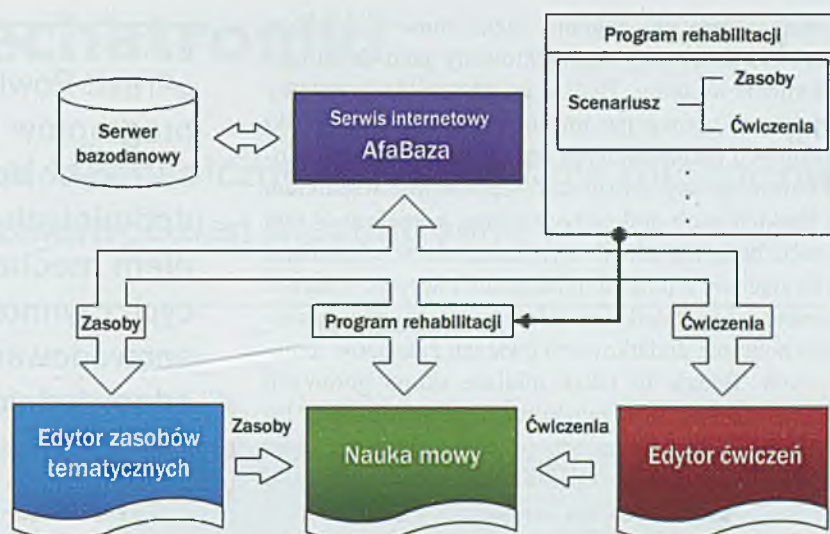 Program rehabilitacji
Scenariusz
Zasoby
Ćwiczenia
Serwer
bazodanowy
Serwis internetowy
AfaBaza
Zasoby
Program rehabilitacji
Ćwiczenia
Edytor zasobów
tematycznych
Zasoby
Nauka mowy
Ćwiczenia
Edytor ćwiczeń